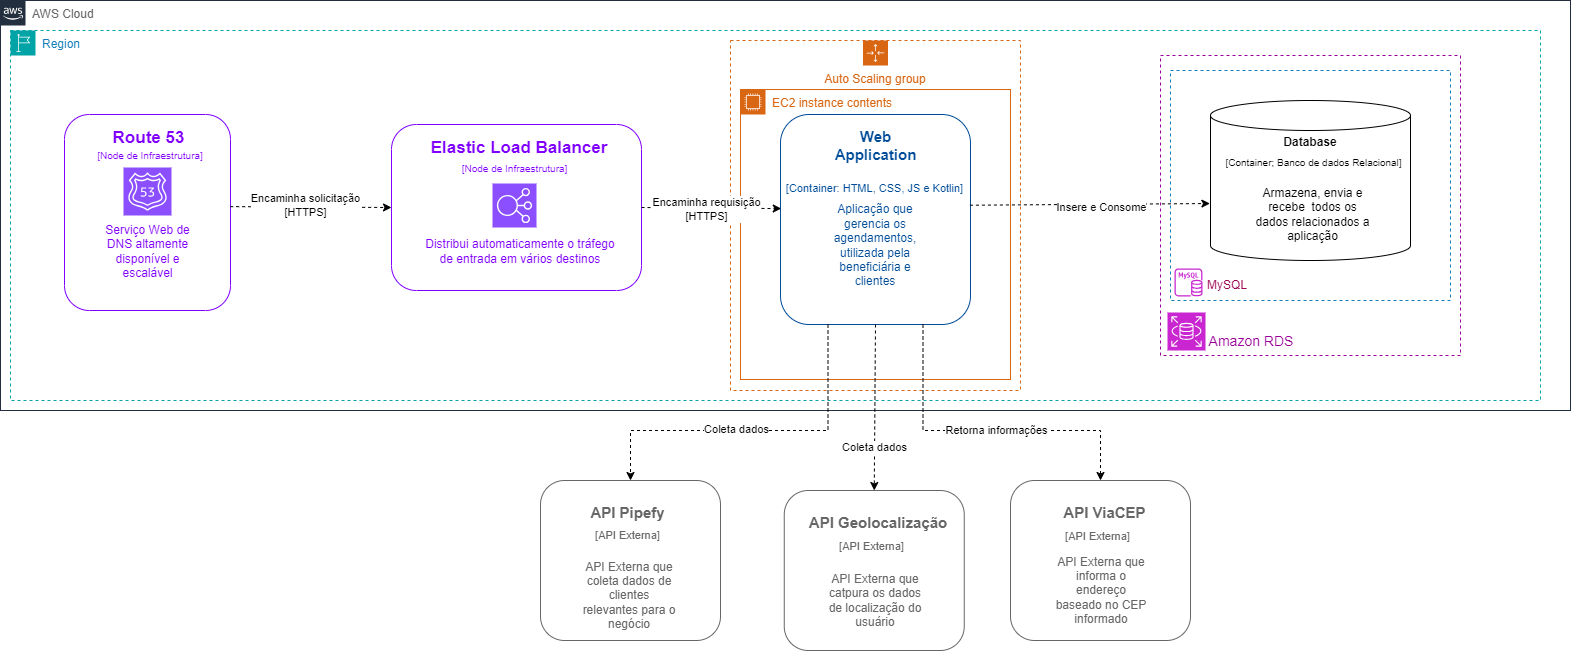 aws
AWS Cloud
Region
Route 53
[Node de Infraestrutura]
53
Serviço Web de
DNS altamente
disponível e
escalável
Encaminha solicitação
[HTTPS]
Elastic Load Balancer
[Node de Infraestrutura]
Distribui automaticamente o tráfego
de entrada em vários destinos
Encaminha requisição
[HTTPS]
Auto Scaling group
EC2 instance contents
Web
Application
[Container: HTML, CSS, JS e Kotlin]
Aplicação que
gerencia os
agendamentos,
utilizada pela
beneficiária e
clientes
Insere e Consome
Database
[Container; Banco de dados Relacional]
Armazena, envia e
recebe todos os
dados relacionados a
aplicação
MySQL
MySQL
Amazon RDS
Coleta dados
Coleta dados
Retorna informações
API Pipefy
[API Externa]
API Externa que
coleta dados de
clientes
relevantes para o
negócio
API Geolocalização
[API Externa]
API Externa que
catpura os dados
de localização do
usuário
API ViaCEP
[API Externa]
API Externa que
informa o
endereço
baseado no CEP
informado